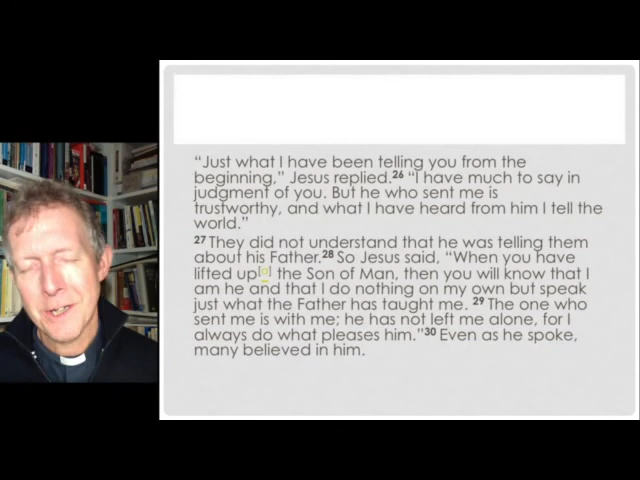 “Just what I have been telling you from the
beginning,” Jesus replied.26 “I have much to say in
judgment of you. But he who sent me is
trustworthy, and what I have heard from him I tell the
world.”
27 They did not understand that he was telling them
about his Father.28 So Jesus said, “When you have
lifted up[a] the Son of Man, then you will know that I
am he and that I do nothing on my own but speak
just what the Father has taught me. 29 The one who
sent me is with me; he has not left me alone, for I
always do what pleases him.”30 Even as he spoke,
many believed in him.